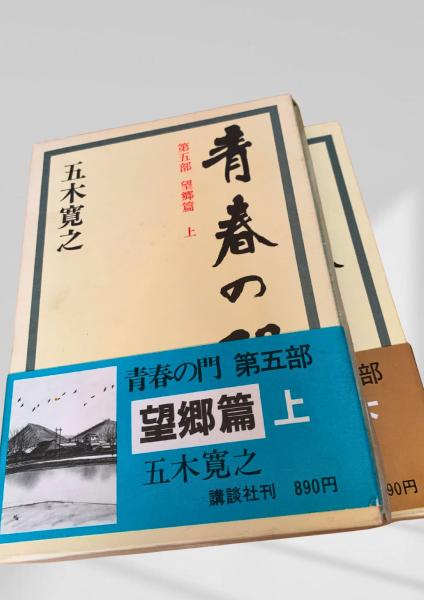 青春の門
第五部 望郷篇 上
五木寛之
青春の門 第五部
望郷篇 上
五木寛之
講談社刊 890円
部
90円